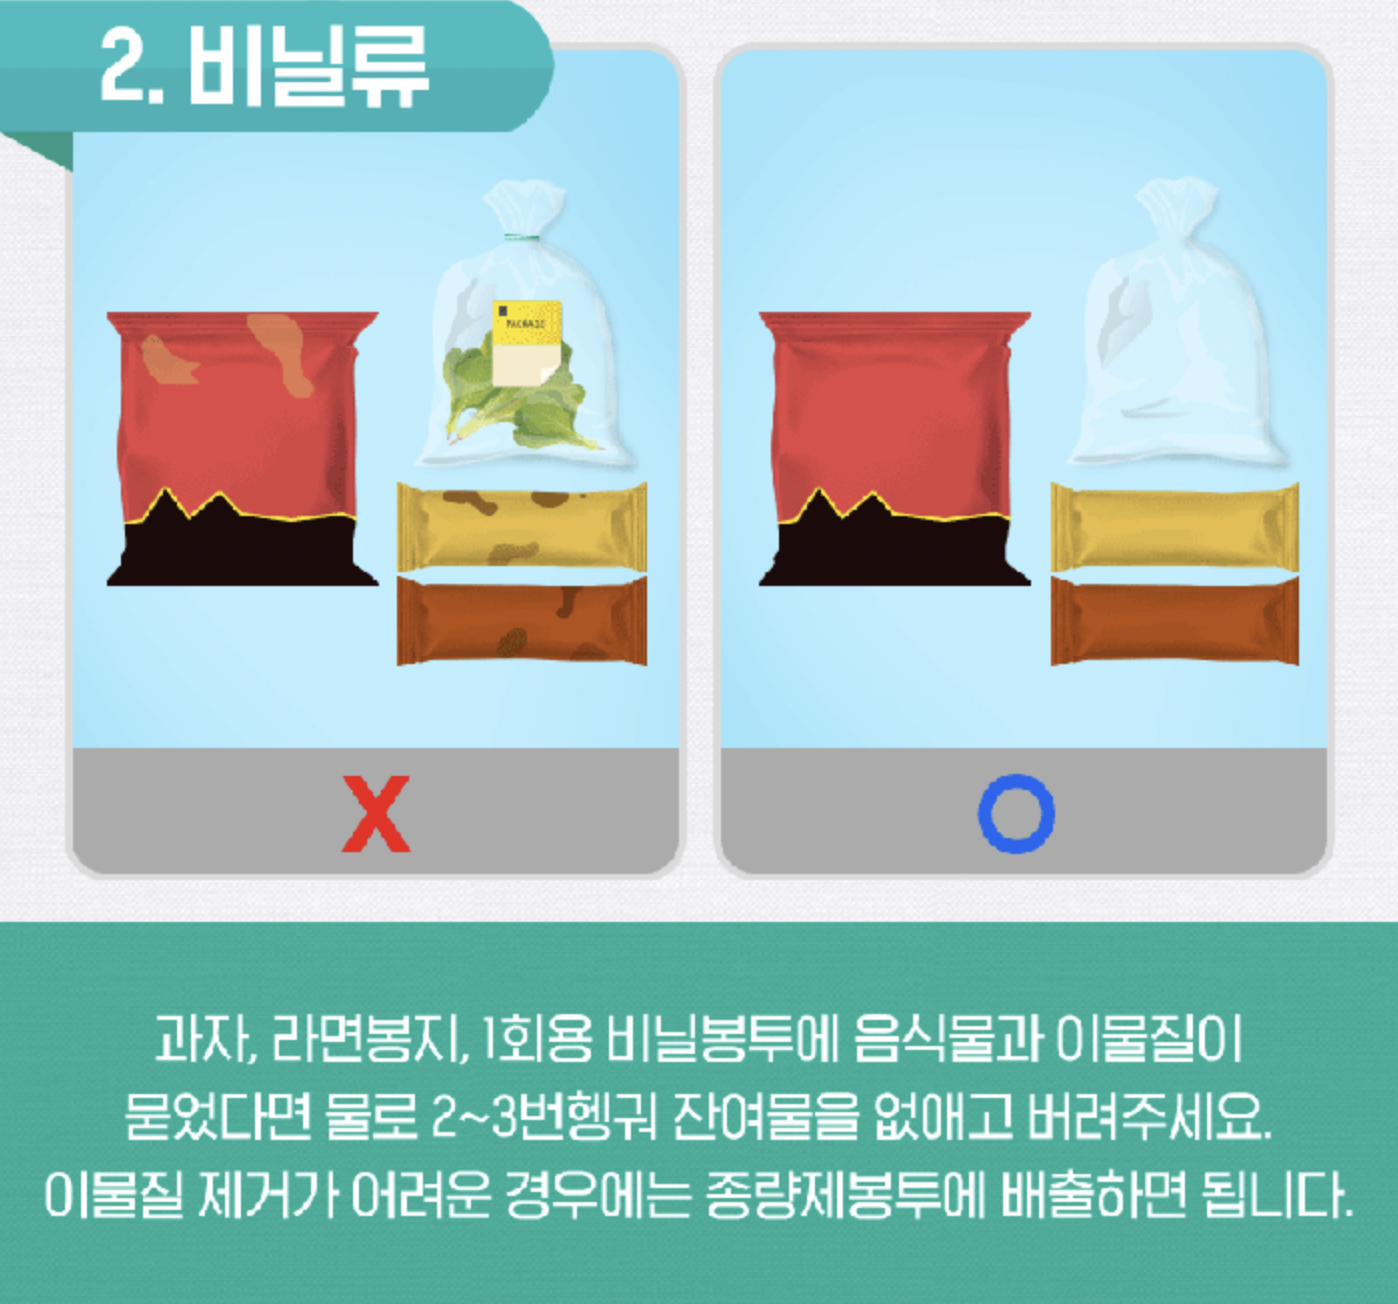 2. 비닐류
PACKAGE
X
O
과자, 라면봉지, 1회용 비닐봉투에 음식물과 이물질이
묻었다면 물로 2~3번헹궈 잔여물을 없애고 버려주세요.
이물질 제거가 어려운 경우에는 종량제봉투에 배출하면 됩니다.